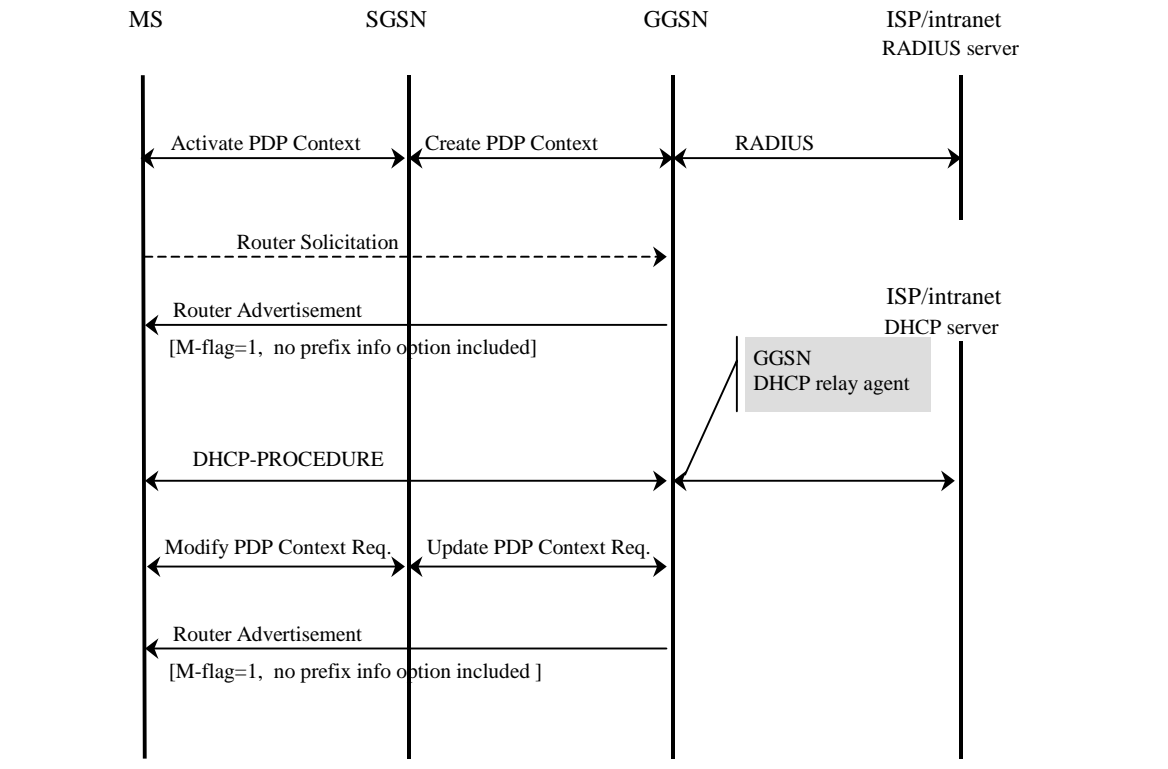 MS
SGSN
GGSN
ISP/intranet
RADIUS server
Activate PDP Context
Create PDP Context
RADIUS
Router Solicitation
ISP/intranet
DHCP server
Router Advertisement
[M-flag=1, no prefix info option included]
GGSN
DHCP relay agent
DHCP-PROCEDURE
Modify PDP Context Req.
Update PDP Context Req.
Router Advertisement
[M-flag=1, no prefix info option included ]